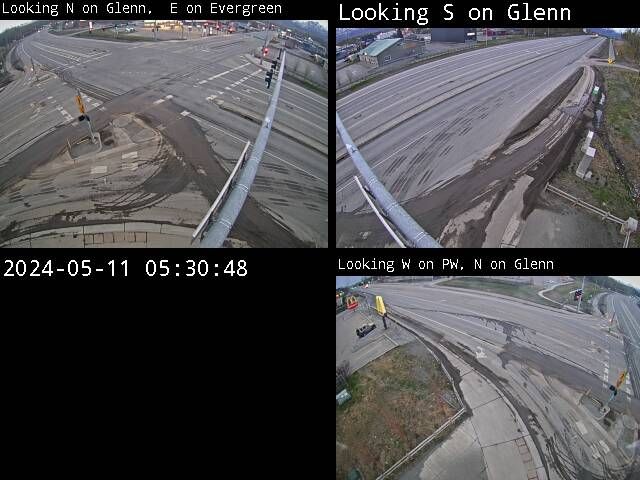 Looking N on Glenn,  E on Evergreen
Looking S on Glenn
2024-05-11 05:30:48
Looking W on PW, N on Glenn